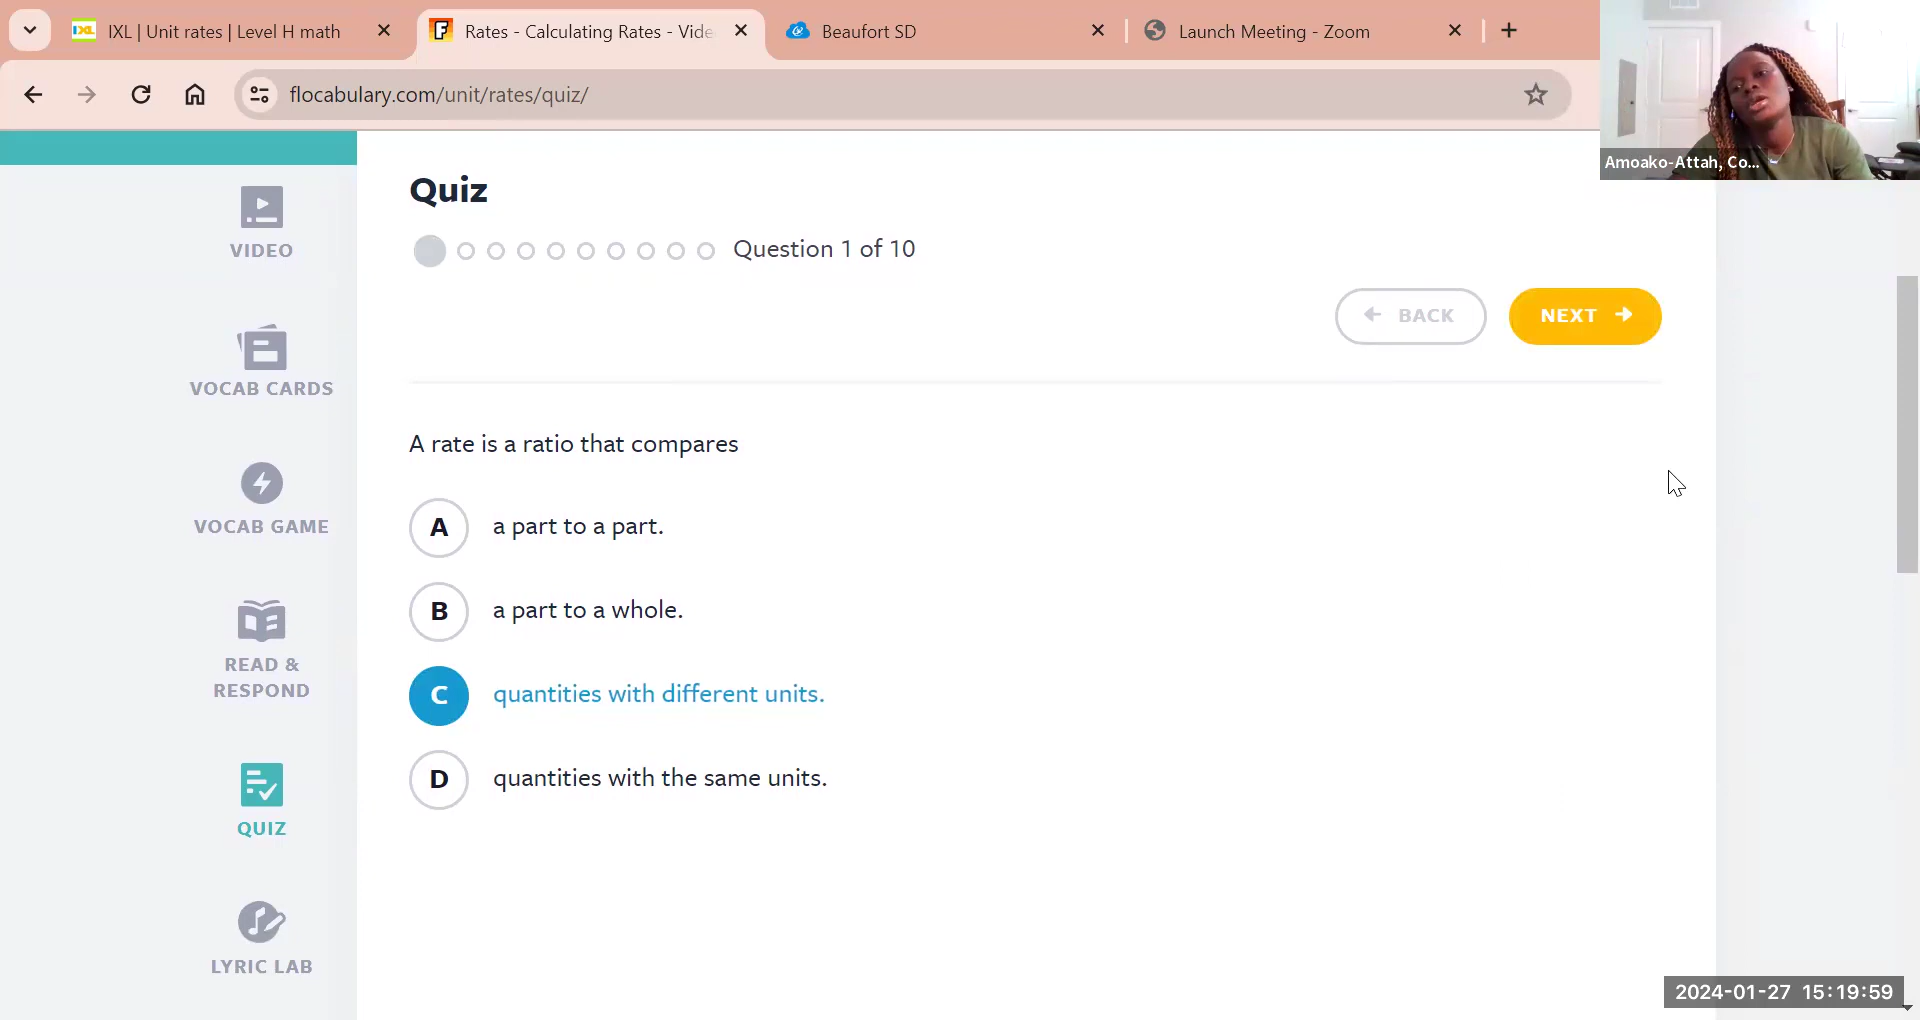 IXL | Unit rates | Level H math
Rates - Calculating Rates - Vide
Beaufort SD
Launch Meeting - Zoom
flocabulary.com/unit/rates/quiz/
Amoako-Attah, Co...
VIDEO
VOCAB CARDS
VOCAB GAME
READ &
RESPOND
QUIZ
LYRIC LAB
Quiz
Question 1 of 10
BACK
NEXT
A rate is a ratio that compares
A a part to a part.
B a part to a whole.
C quantities with different units.
D quantities with the same units.
2024-01-27 15:19:59